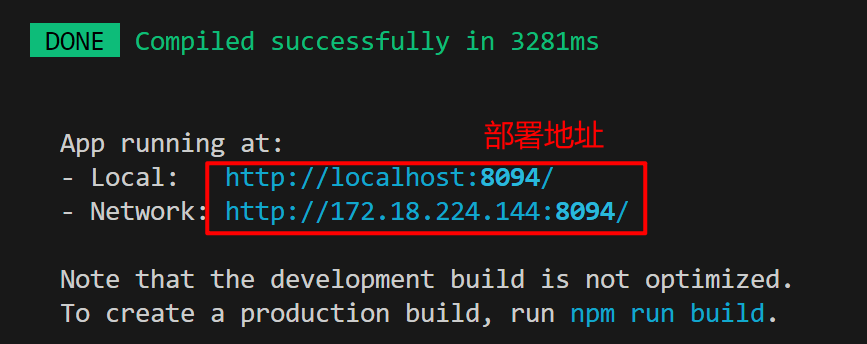 DONE Compiled successfully in 3281ms
App running at:
部署地址
- Local: http://localhost:8094/
- Network: http://172.18.224.144:8094/
Note that the development build is not optimized.
To create a production build, run npm run build.